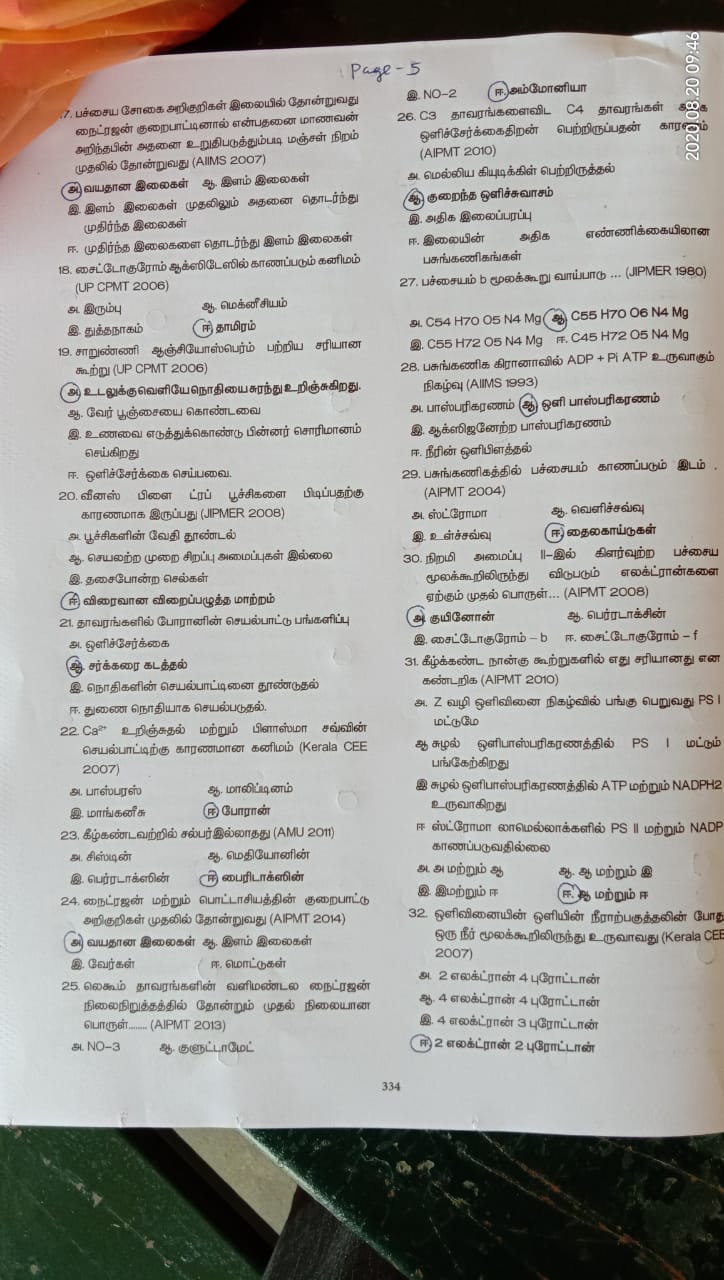 Page-5
7. பச்சைய சோகை அறிகுறிகள் இலையில் தோன்றுவது
நைட்ரஜன் குறைபாட்டினால் என்பதனை மாணவன்
அறிந்தபின் அதனை உறுதிபடுத்தும்படி மஞ்சள் நிறம்
முதலில் தோன்றுவது (AIIMS 2007)
அ. வயதான இலைகள் ஆ. இளம் இலைகள்
இ. இளம் இலைகள் முதலிலும் அதனை தொடர்ந்து
முதிர்ந்த இலைகள்
ஈ. முதிர்ந்த இலைகளை தொடர்ந்து இளம் இலைகள்
18. சைட்டோகுரோம் ஆக்ஸிடேஸில் காணப்படும் கனிமம்
(UP CPMT 2006)
அ. இரும்பு ஆ. மெக்னீசியம்
இ. துத்தநாகம் ஈ. தாமிரம்
19. சாறுண்ணி ஆஞ்சியோஸ்பெர்ம் பற்றிய சரியான
கூற்று (UP CPMT 2006)
அ. உடலுக்கு வெளியே நொதியை சுரந்து உறிஞ்சுகிறது.
ஆ. வேர் பூஞ்சையை கொண்டவை
இ. உணவை எடுத்துக்கொண்டு பின்னர் சொரிமானம்
செய்கிறது
ஈ. ஒளிச்சேர்க்கை செய்பவை.
20. வீனஸ் பிளை ட்ரப் பூச்சிகளை பிடிப்பதற்கு
காரணமாக இருப்பது (JIPMER 2008)
அ. பூச்சிகளின் வேதி தூண்டல்
ஆ. செயலற்ற முறை சிறப்பு அமைப்புகள் இல்லை
இ. தசைபோன்ற செல்கள்
ஈ. விரைவான விறைப்பழுத்த மாற்றம்
21. தாவரங்களில் போரானின் செயல்பாட்டு பங்களிப்பு
அ. ஒளிச்சேர்க்கை
ஆ. சர்க்கரை கடத்தல்
இ. நொதிகளின் செயல்பாட்டினை தூண்டுதல்
ஈ. துணை நொதியாக செயல்படுதல்.
22. Ca²⁺ உறிஞ்சுதல் மற்றும் பிளாஸ்மா சவ்வின்
செயல்பாட்டிற்கு காரணமான கனிமம் (Kerala CEE
2007)
அ. பாஸ்பரஸ் ஆ. மாலிப்டினம்
இ. மாங்கனீசு ஈ. போரான்
23. கீழ்கண்டவற்றில் சல்பர்இல்லாதது (AMU 2011)
அ. சிஸ்டின் ஆ. மெதியோனின்
இ. பெர்ரடாக்ஸின் ஈ. பைரிடாக்ஸின்
24. நைட்ரஜன் மற்றும் பொட்டாசியத்தின் குறைபாட்டு
அறிகுறிகள் முதலில் தோன்றுவது (AIPMT 2014)
அ. வயதான இலைகள் ஆ. இளம் இலைகள்
இ. வேர்கள் ஈ. மொட்டுகள்
25. லெகூம் தாவரங்களின் வளிமண்டல நைட்ரஜன்
நிலைநிறுத்தத்தில் தோன்றும் முதல் நிலையான
பொருள்........ (AIPMT 2013)
அ. NO-3 ஆ. குளுட்டாமேட்
இ. NO-2 ஈ. அம்மோனியா
26. C3 தாவரங்களைவிட C4 தாவரங்கள்
ஒளிச்சேர்க்கைதிறன் பெற்றிருப்பதன் காரணம்
(AIPMT 2010)
அ. மெல்லிய கியுடிக்கிள் பெற்றிருத்தல்
ஆ. குறைந்த ஒளிச்சுவாசம்
இ. அதிக இலைப்பரப்பு
ஈ. இலையின் அதிக எண்ணிக்கையிலான
பசுங்கணிகங்கள்
27. பச்சையம் b மூலக்கூறு வாய்பாடு ... (JIPMER 1980)
அ. C54 H70 O5 N4 Mg ஆ. C55 H70 O6 N4 Mg
இ. C55 H72 O5 N4 Mg ஈ. C45 H72 O5 N4 Mg
28. பசுங்கணிக கிரானாவில் ADP + Pi ATP உருவாகும்
நிகழ்வு (AIIMS 1993)
அ. பாஸ்பரிகரணம் ஆ. ஒளி பாஸ்பரிகரணம்
இ. ஆக்ஸிஜனேற்ற பாஸ்பரிகரணம்
ஈ. நீரின் ஒளிபிளத்தல்
29. பசுங்கணிகத்தில் பச்சையம் காணப்படும் இடம் .
(AIPMT 2004)
அ. ஸ்ட்ரோமா ஆ. வெளிச்சவ்வு
இ. உள்சவ்வு ஈ. தைலகாய்டுகள்
30. நிறமி அமைப்பு II-இல் கிளர்வுற்ற பச்சைய
மூலக்கூறிலிருந்து விடுபடும் எலக்ட்ரான்களை
ஏற்கும் முதல் பொருள்... (AIPMT 2008)
அ. குயினோன் ஆ. பெர்ரடாக்சின்
இ. சைட்டோகுரோம் – b ஈ. சைட்டோகுரோம் – f
31. கீழ்க்கண்ட நான்கு கூற்றுகளில் எது சரியானது என
கண்டறிக (AIPMT 2010)
அ. Z வழி ஒளிவினை நிகழ்வில் பங்கு பெறுவது PS I
மட்டுமே
ஆ சுழல் ஒளிபாஸ்பரிகரணத்தில் PS I மட்டும்
பங்கேற்கிறது
இ சுழல் ஒளிபாஸ்பரிகரணத்தில் ATP மற்றும் NADPH2
உருவாகிறது
ஈ ஸ்ட்ரோமா லாமெல்லாக்களில் PS II மற்றும் NADP
காணப்படுவதில்லை
அ. அ மற்றும் ஆ ஆ. ஆ மற்றும் இ
இ. இமற்றும் ஈ ஈ. ஆ மற்றும் ஈ
32. ஒளிவினையின் ஒளியின் நீராற்பகுத்தலின் போது
ஒரு நீர் மூலக்கூறிலிருந்து உருவாவது (Kerala CEE
2007)
அ. 2 எலக்ட்ரான் 4 புரோட்டான்
ஆ. 4 எலக்ட்ரான் 4 புரோட்டான்
இ. 4 எலக்ட்ரான் 3 புரோட்டான்
ஈ. 2 எலக்ட்ரான் 2 புரோட்டான்
334
2020/08/20 09:46